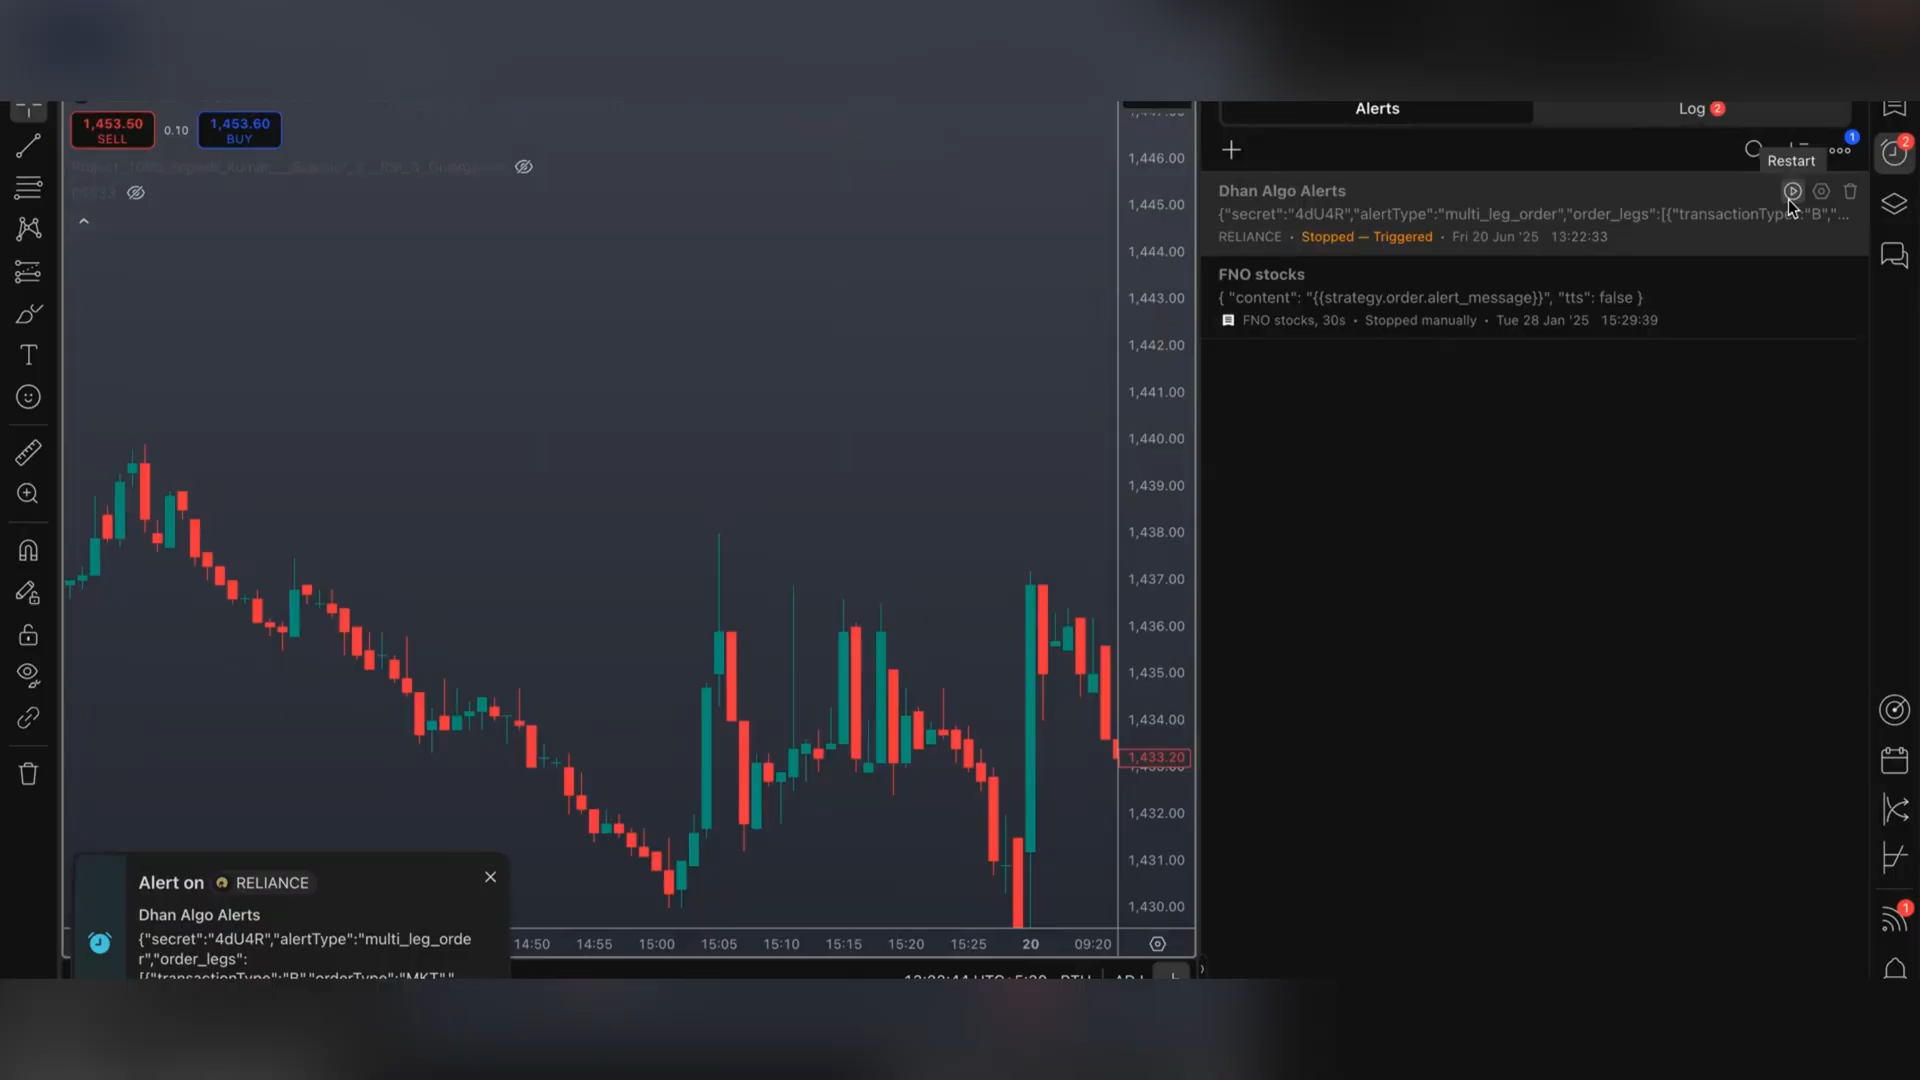 Alerts
Log 2
1,453.50
SELL
0.10
1,453.60
BUY
1
2
Restart
Dhan Algo Alerts
{"secret":"4dU4R","alertType":"multi_leg_order","order_legs":[{"transactionType":"B","...
RELIANCE • Stopped — Triggered • Fri 20 Jun '25 13:22:33
FNO stocks
{ "content": "{{strategy.order.alert_message}}", "tts": false }
FNO stocks, 30s • Stopped manually • Tue 28 Jan '25 15:29:39
1,446.00
1,445.00
1,444.00
1,443.00
1,442.00
1,441.00
1,440.00
1,439.00
1,438.00
1,437.00
1,436.00
1,435.00
1,434.00
1,433.20
1,432.00
1,431.00
1,430.00
Alert on RELIANCE
Dhan Algo Alerts
{"secret":"4dU4R","alertType":"multi_leg_orde
r","order_legs":
[{"transactionType":"B","orderType":"MKT","
14:50 14:55 15:00 15:05 15:10 15:15 15:20 15:25 20 09:20
1